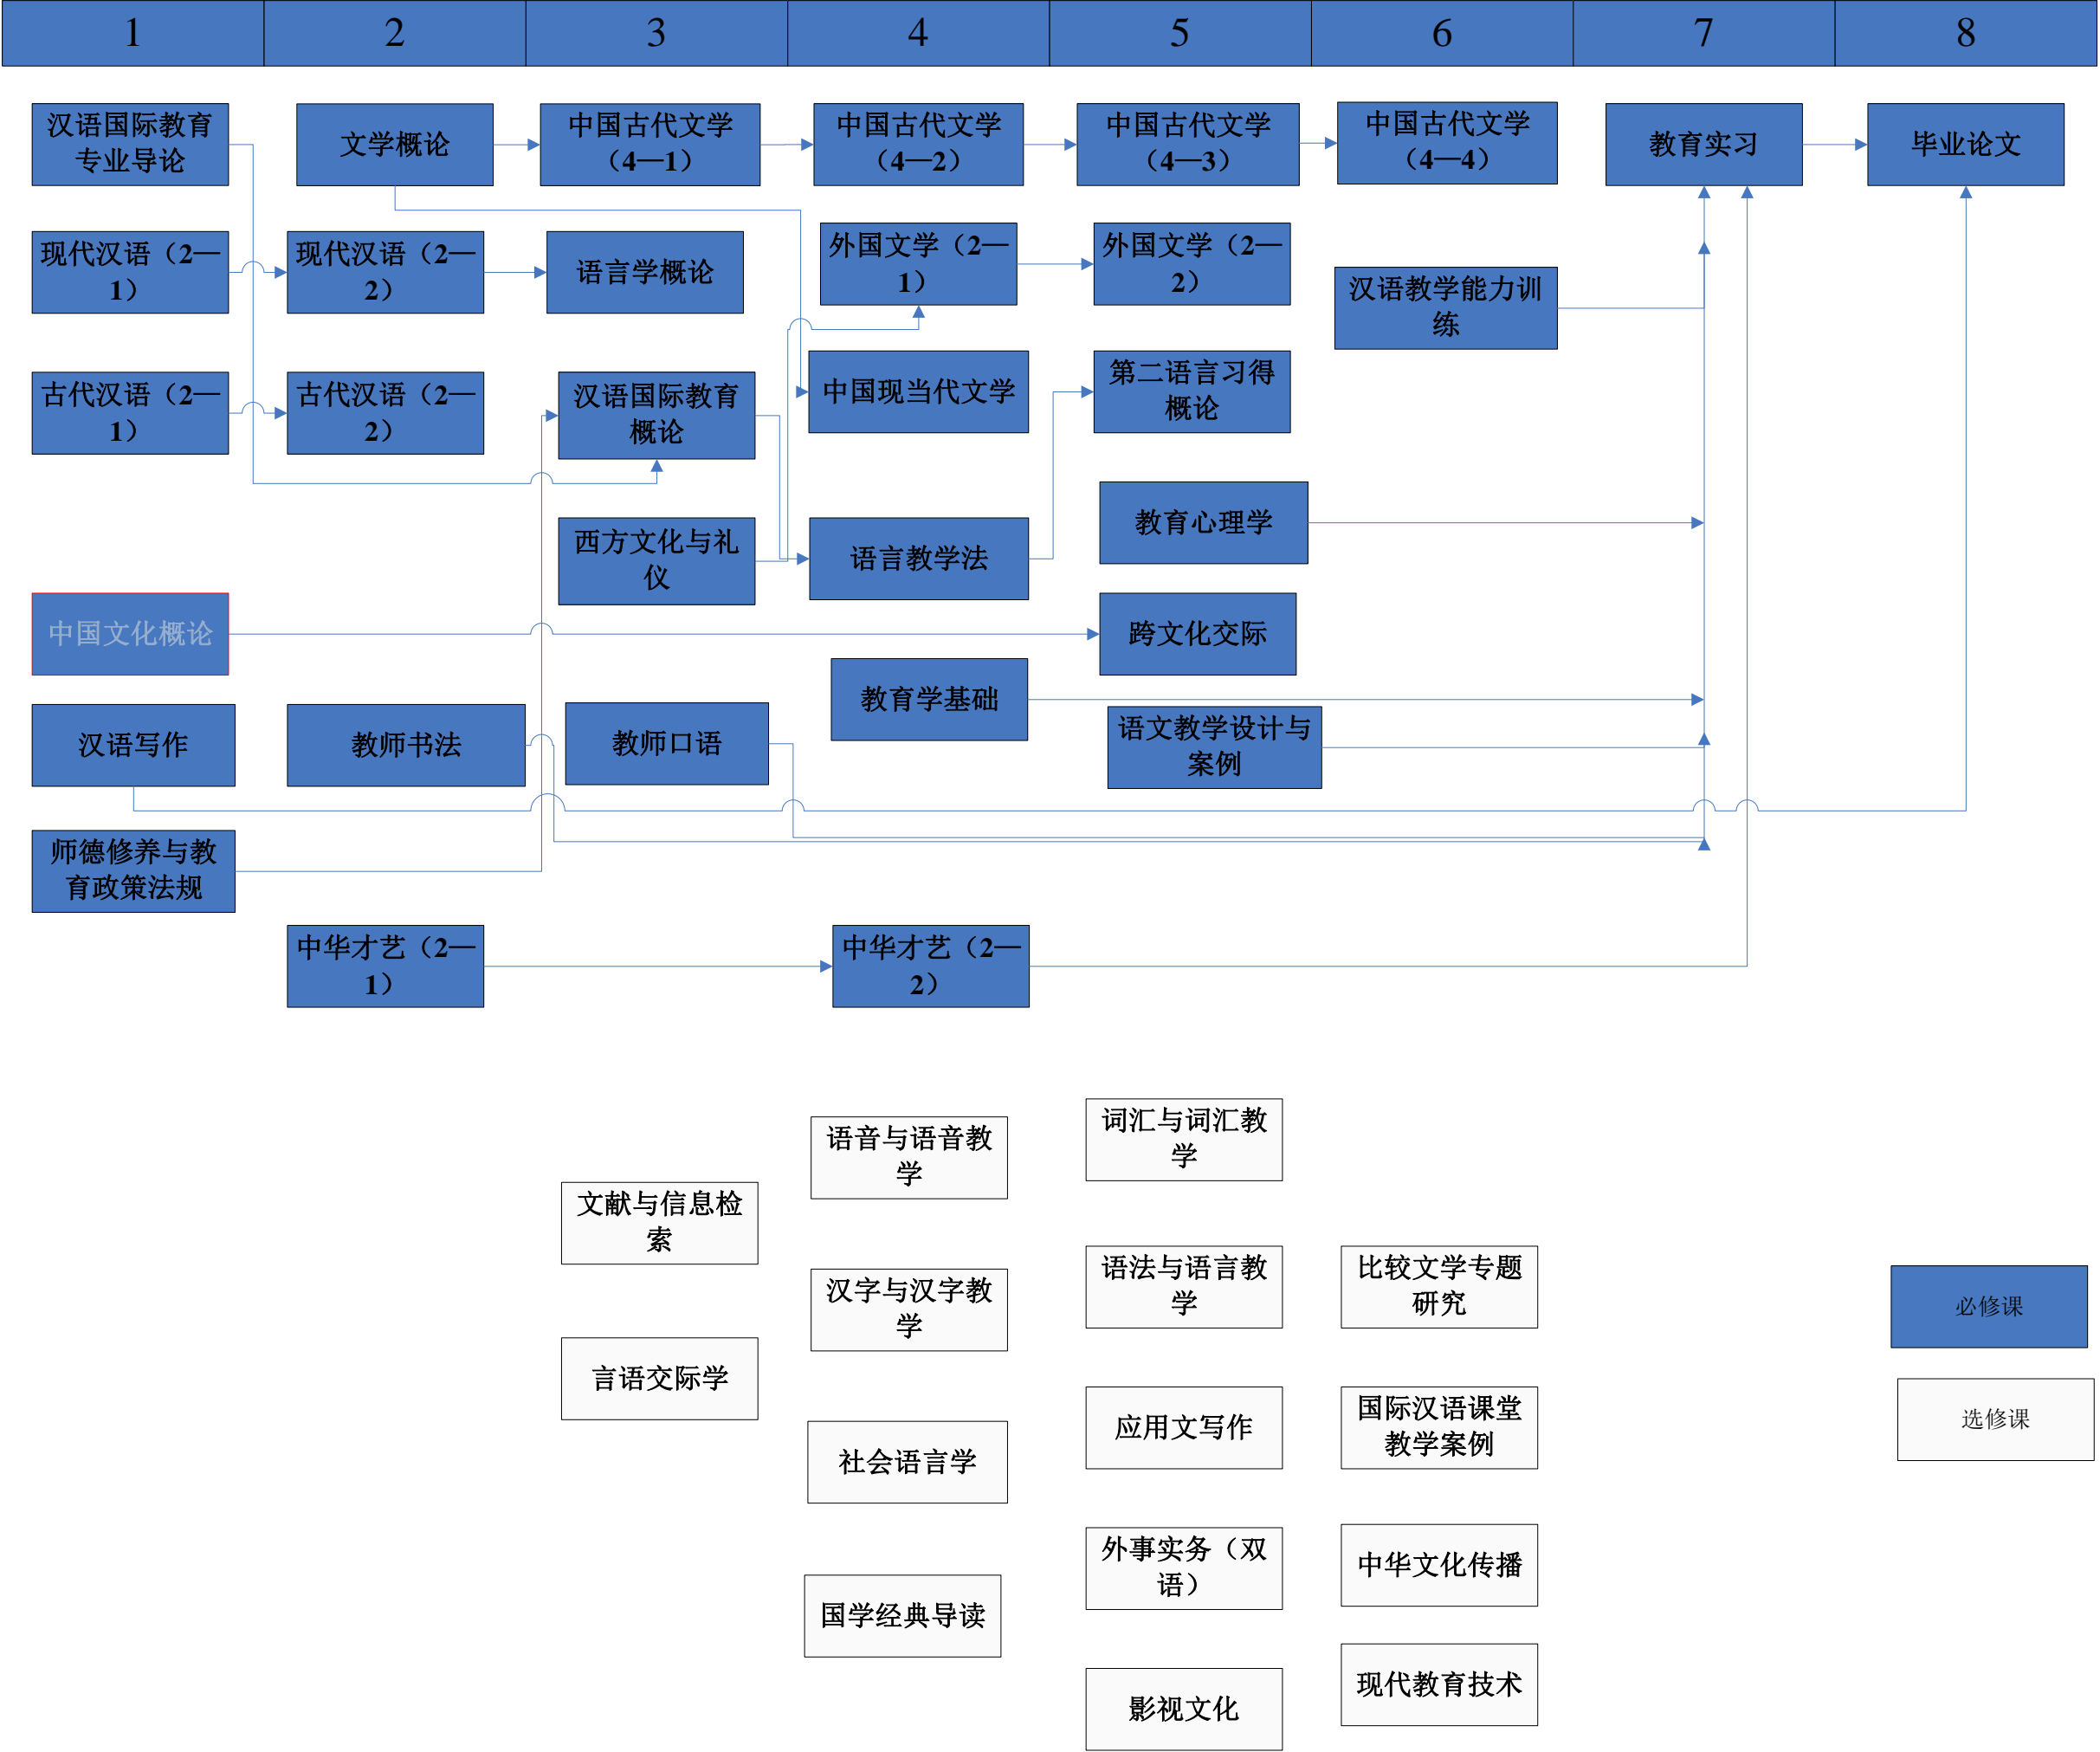 1
2
3
4
5
6
7
8
汉语国际教育
专业导论
文学概论
中国古代文学
（4—1）
中国古代文学
（4—2）
中国古代文学
（4—3）
中国古代文学
（4—4）
教育实习
毕业论文
现代汉语（2—
1）
现代汉语（2—
2）
语言学概论
外国文学（2—
1）
外国文学（2—
2）
汉语教学能力训
练
古代汉语（2—
1）
古代汉语（2—
2）
汉语国际教育
概论
中国现当代文学
第二语言习得
概论
西方文化与礼
仪
语言教学法
教育心理学
中国文化概论
跨文化交际
教育学基础
汉语写作
教师书法
教师口语
语文教学设计与
案例
师德修养与教
育政策法规
中华才艺（2—
1）
中华才艺（2—
2）
语音与语音教
学
词汇与词汇教
学
文献与信息检
索
汉字与汉字教
学
语法与语言教
学
比较文学专题
研究
必修课
言语交际学
社会语言学
应用文写作
国际汉语课堂
教学案例
选修课
外事实务（双
语）
中华文化传播
国学经典导读
影视文化
现代教育技术